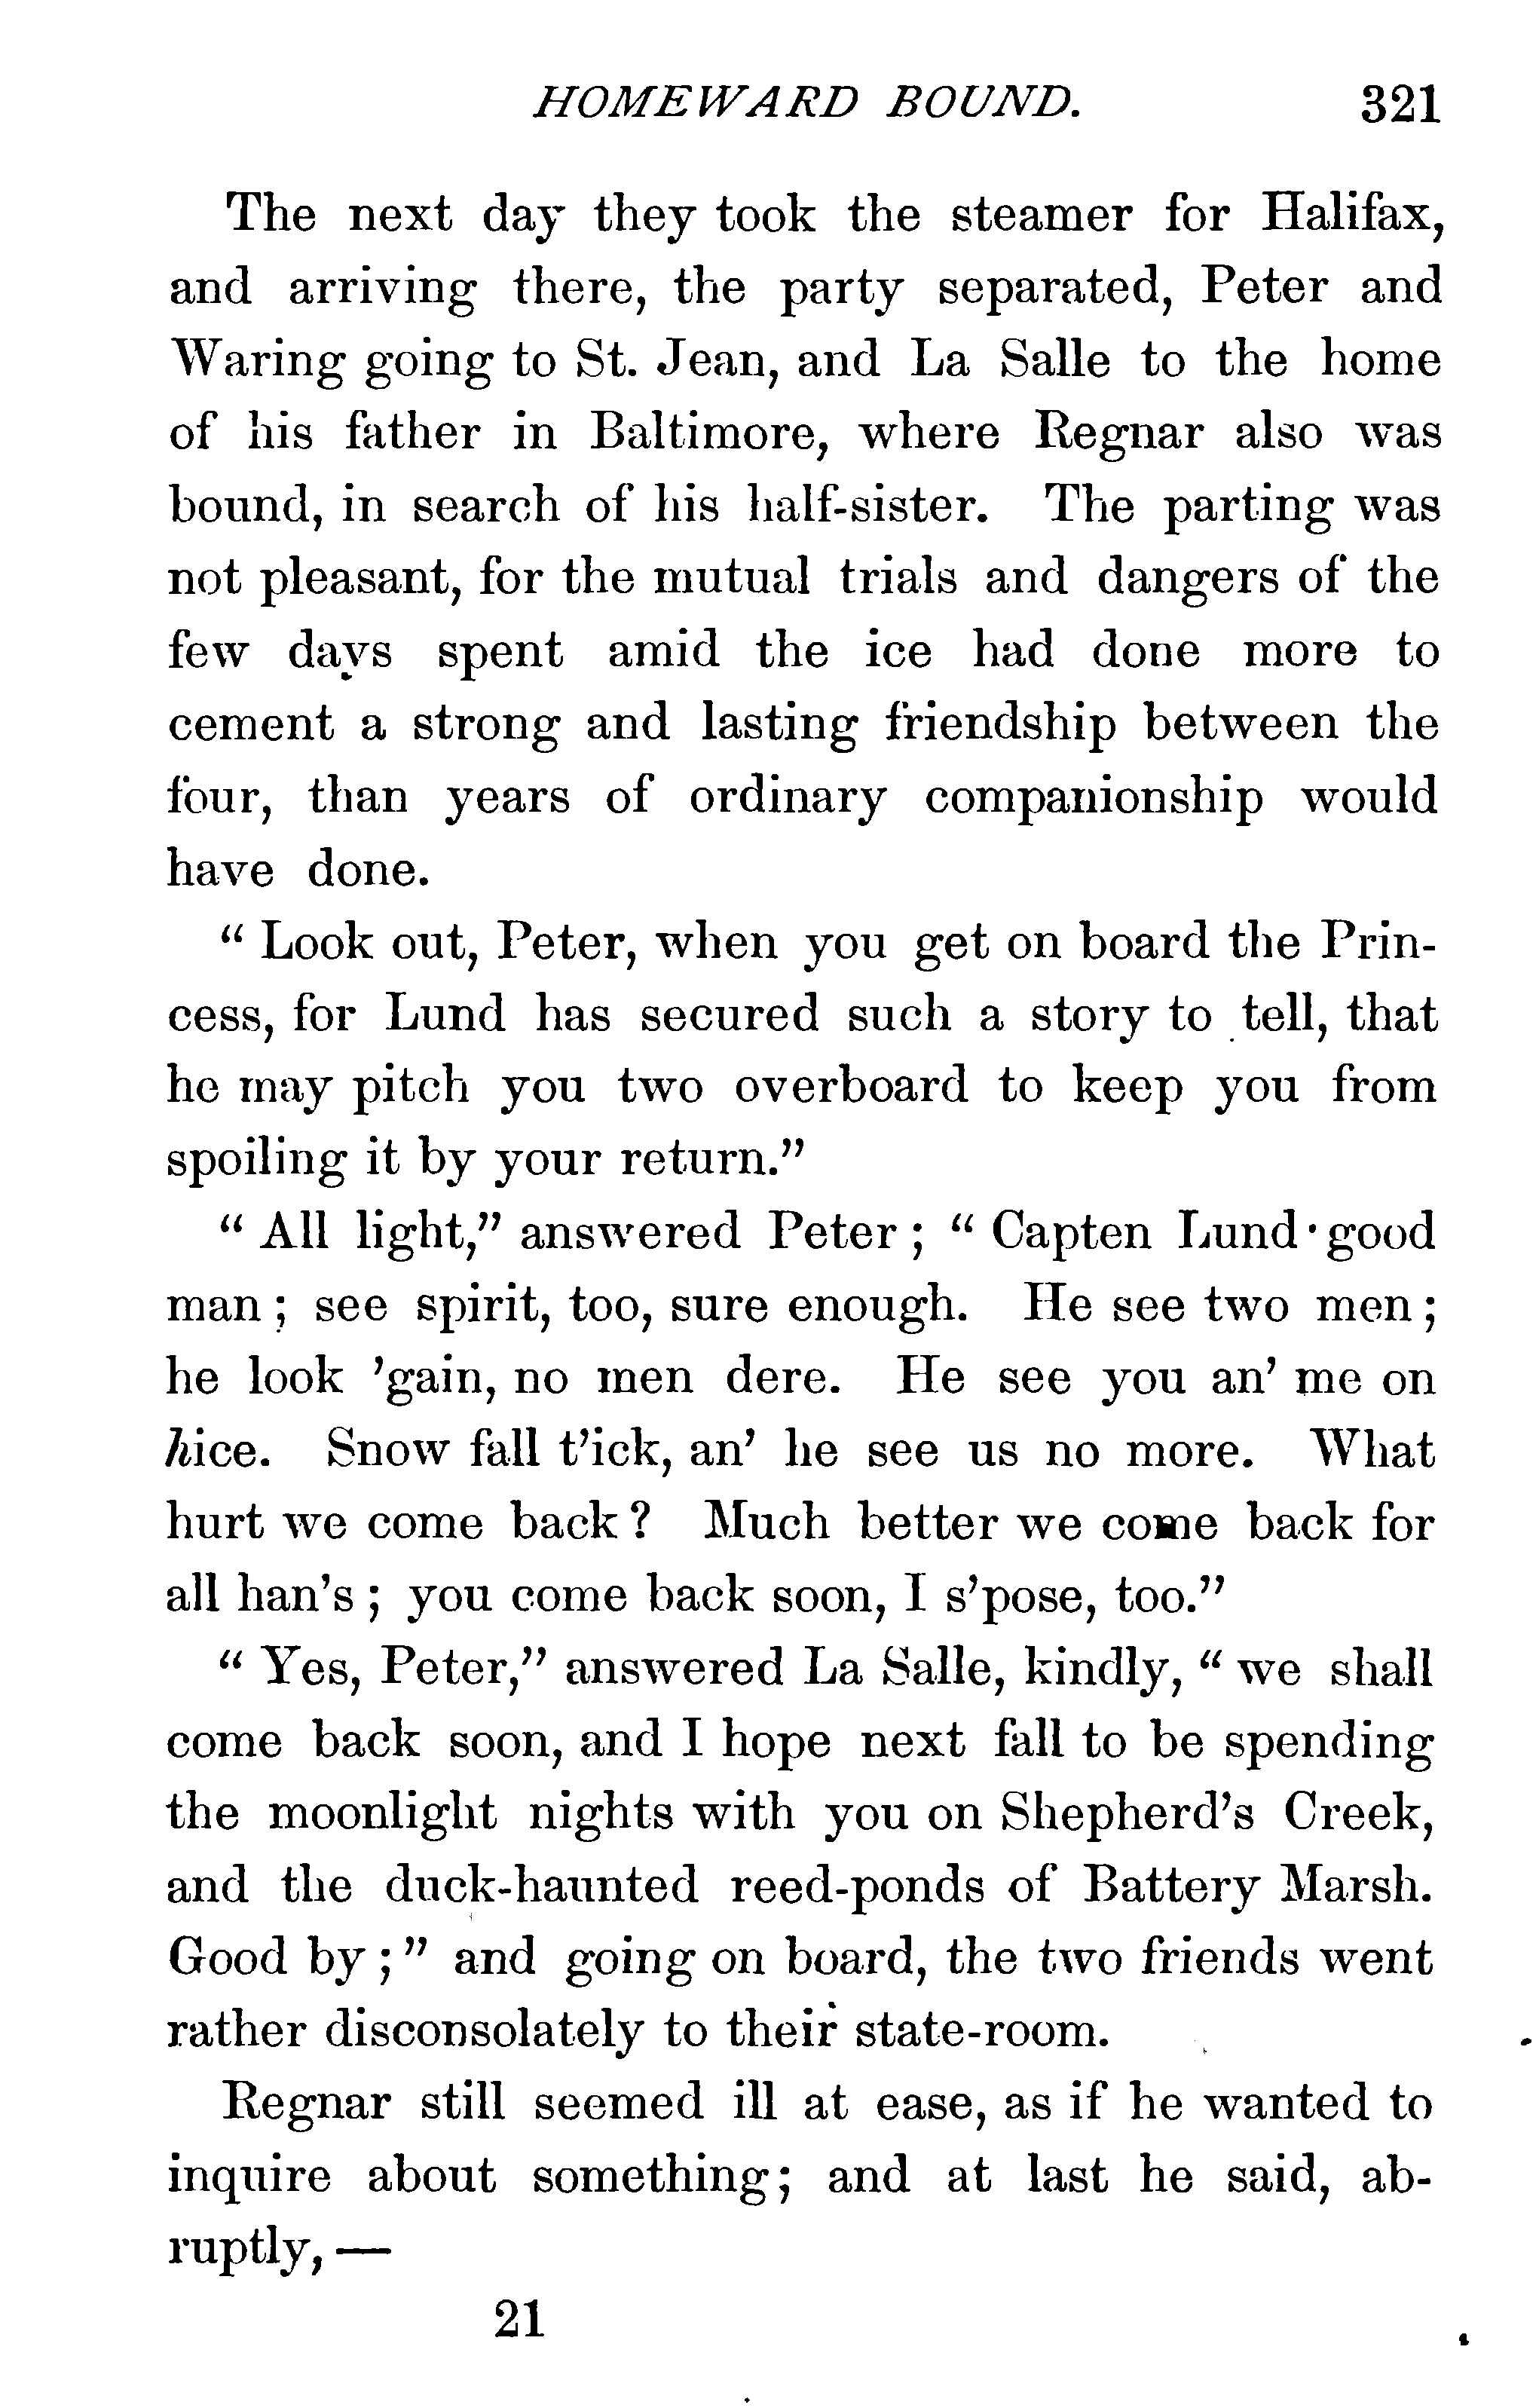 HOMEWARD BOUND. 321
The next day they took the steamer for Halifax,
and arriving there, the party separated, Peter and
Waring going to St. Jean, and La Salle to the home
of his father in Baltimore, where Regnar also was
bound, in search of his half-sister. The parting was
not pleasant, for the mutual trials and dangers of the
few days spent amid the ice had done more to
cement a strong and lasting friendship between the
four, than years of ordinary companionship would
have done.
“ Look out, Peter, when you get on board the Prin-
cess, for Lund has secured such a story to tell, that
he may pitch you two overboard to keep you from
spoiling it by your return.”
“ All light,” answered Peter ; “ Capten Lund good
man ; see spirit, too, sure enough. He see two men ;
he look ’gain, no men dere. He see you an’ me on
hice. Snow fall t’ick, an’ he see us no more. What
hurt we come back ? Much better we come back for
all han’s ; you come back soon, I s’pose, too.”
“ Yes, Peter,” answered La Salle, kindly, “ we shall
come back soon, and I hope next fall to be spending
the moonlight nights with you on Shepherd’s Creek,
and the duck-haunted reed-ponds of Battery Marsh.
Good by ; ” and going on board, the two friends went
rather disconsolately to their state-room.
Regnar still seemed ill at ease, as if he wanted to
inquire about something ; and at last he said, ab-
ruptly, —
21